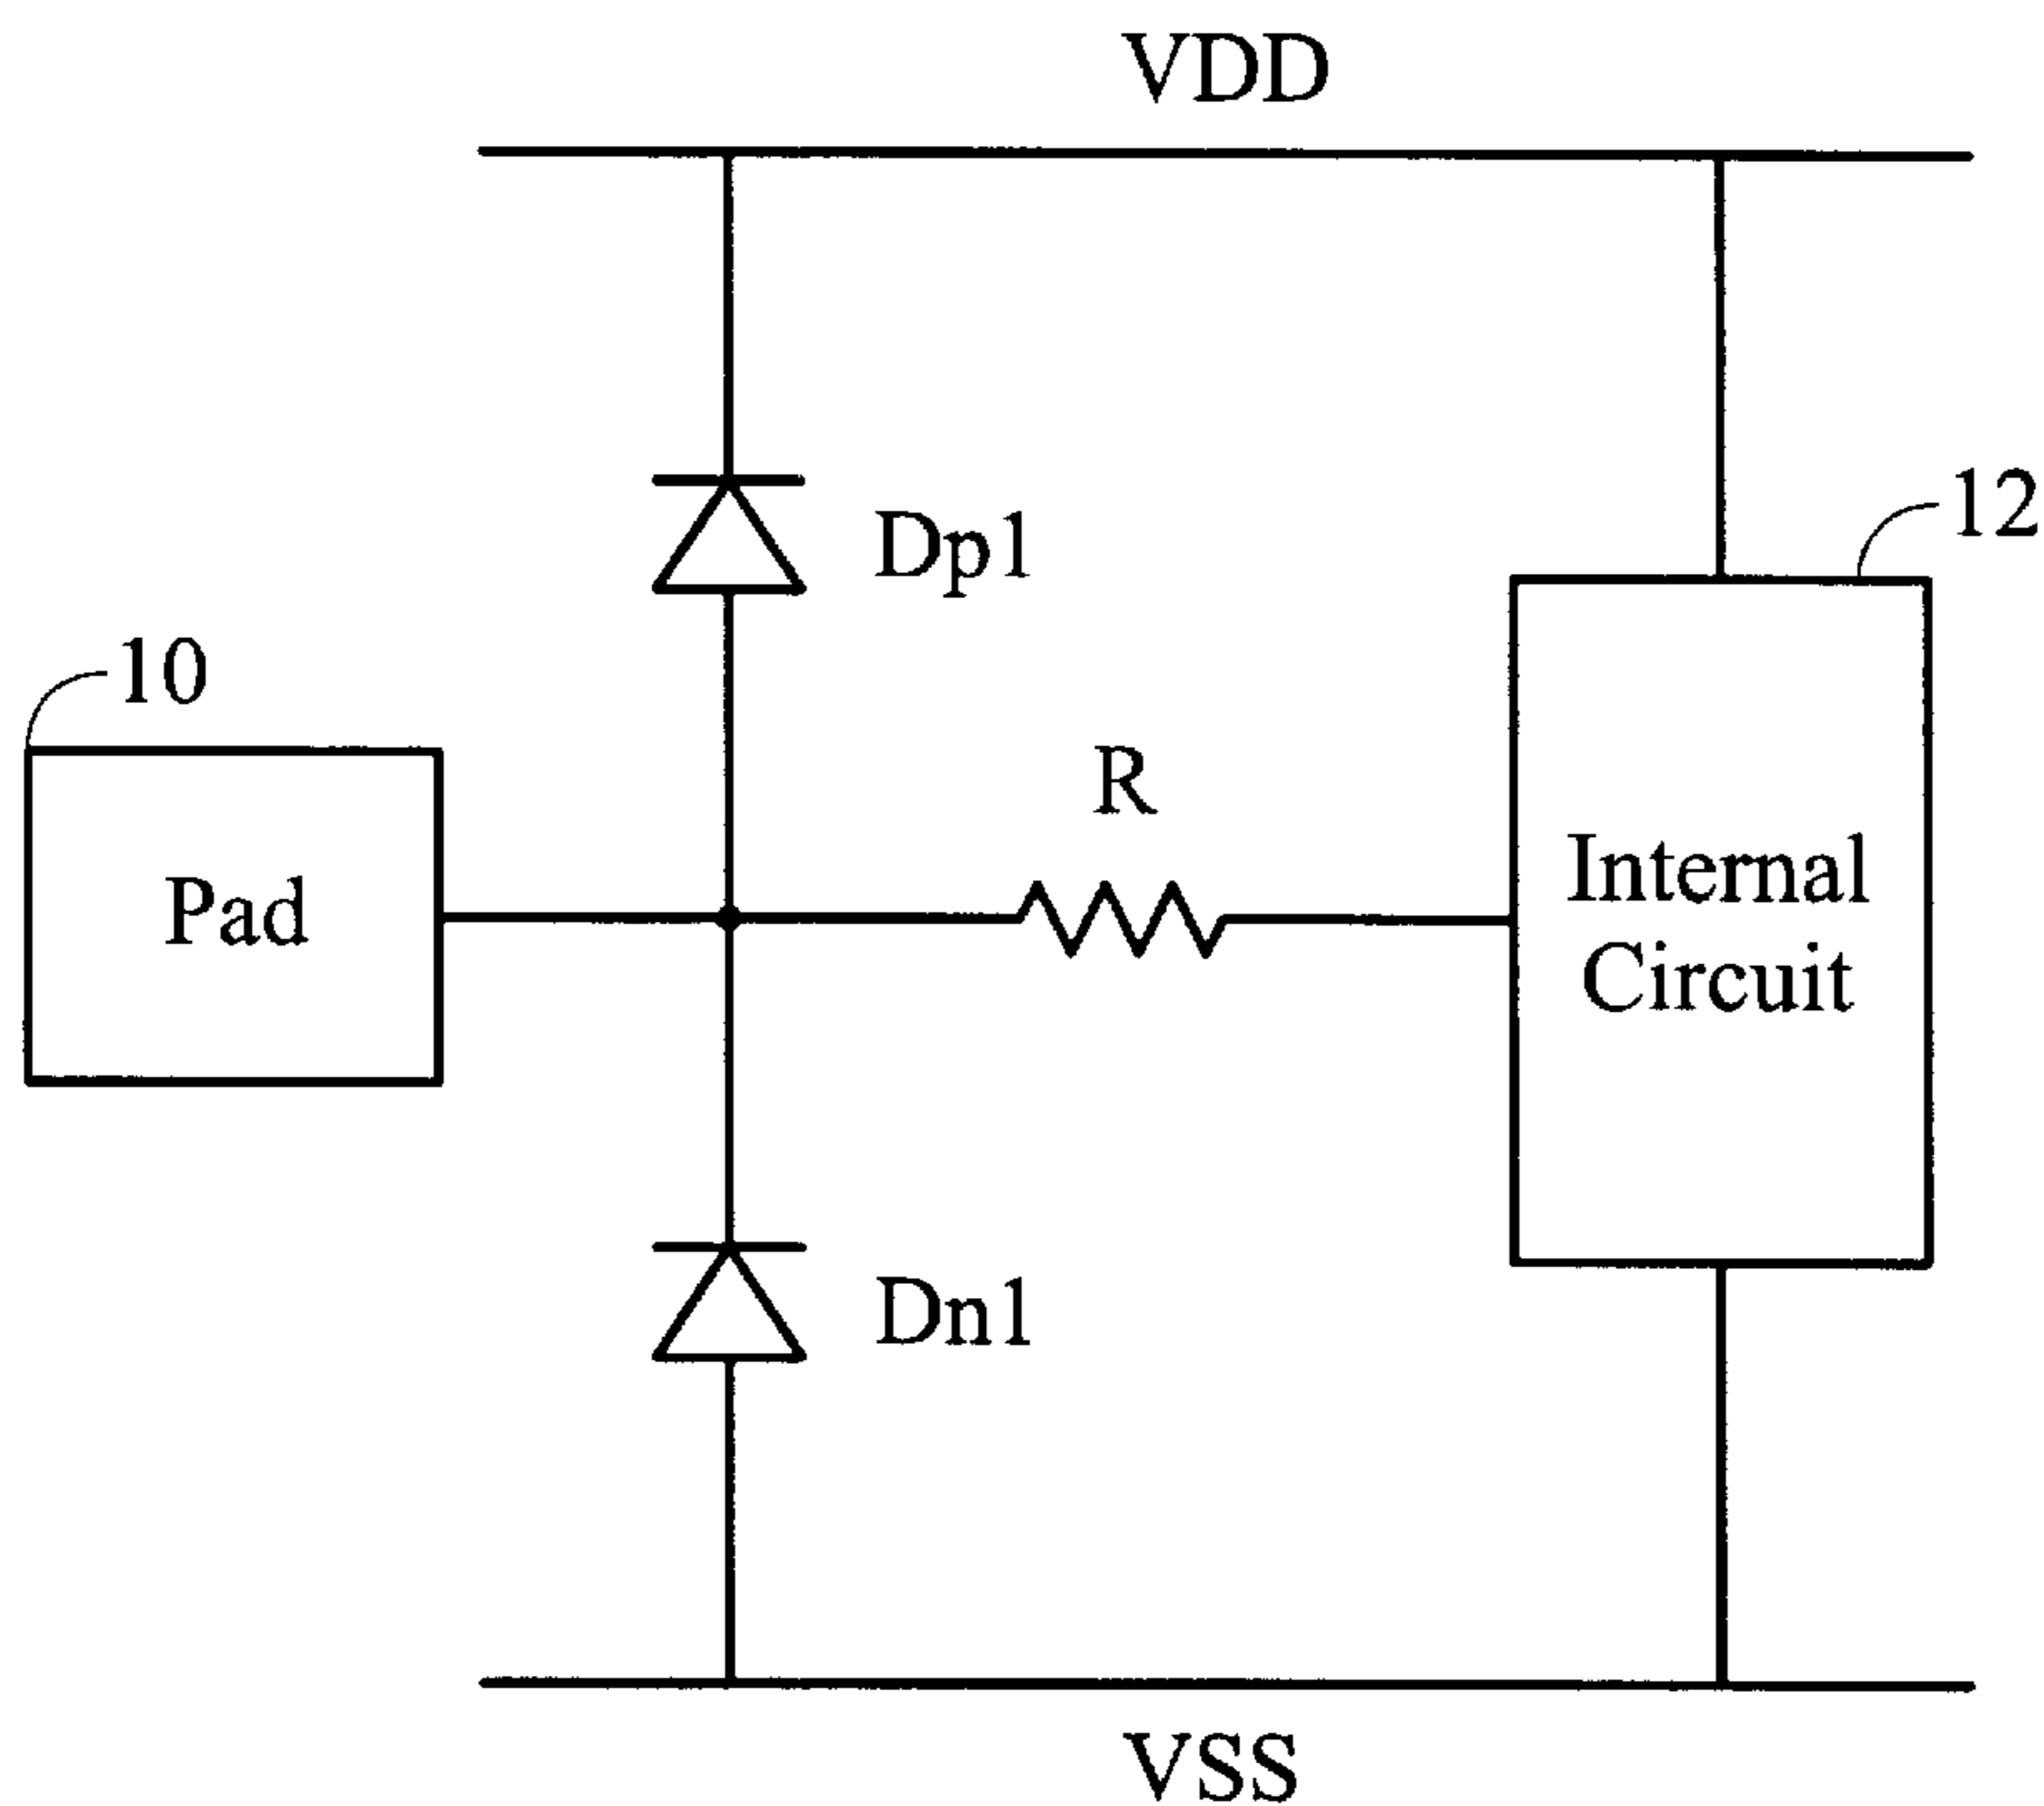 VDD
Dp1
12
10
R
Pad
Internal
Circuit
Dn1
VSS